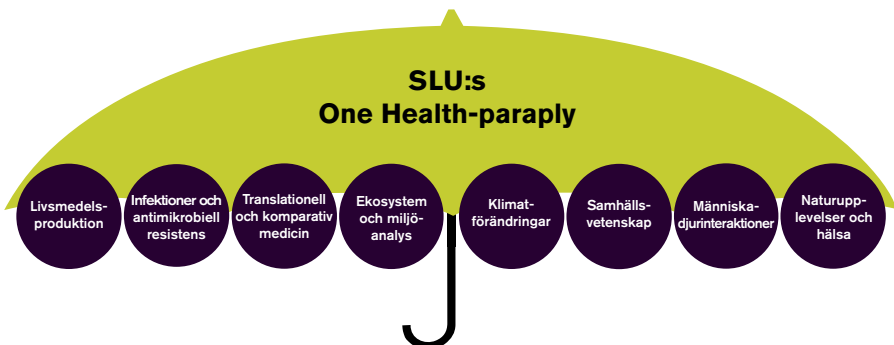 SLU:s
One Health-paraply
Livsmedels-
produktion
Infektioner och
antimikrobiell
resistens
Translationell
och komparativ
medicin
Ekosystem
och miljö-
analys
Klimat-
förändringar
Samhälls-
vetenskap
Människa-
djurinteraktioner
Naturupp-
levelser och
hälsa